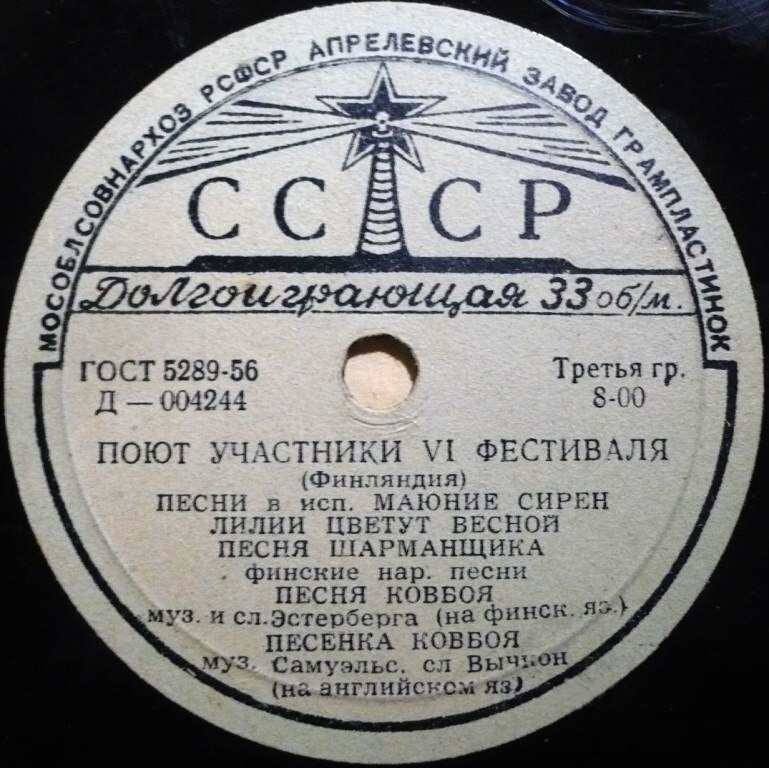 МОСОБЛСОВНАРХОЗ РСФСР АПРЕЛЕВСКИЙ ЗАВОД ГРАМПЛАСТИНОК
СССР
Долгоиграющая 33 об/м.
ГОСТ 5289-56
Д — 004244
Третья гр.
8-00
ПОЮТ УЧАСТНИКИ VI ФЕСТИВАЛЯ
(Финляндия)
ПЕСНИ в исп. МАЮНИЕ СИРЕН
ЛИЛИИ ЦВЕТУТ ВЕСНОЙ
ПЕСНЯ ШАРМАНЩИКА
финские нар. песни
ПЕСНЯ КОВБОЯ
муз. и сл. Эстерберга (на финск. яз.)
ПЕСЕНКА КОВБОЯ
муз. Самуэльс. сл Вычкон
(на английском яз)